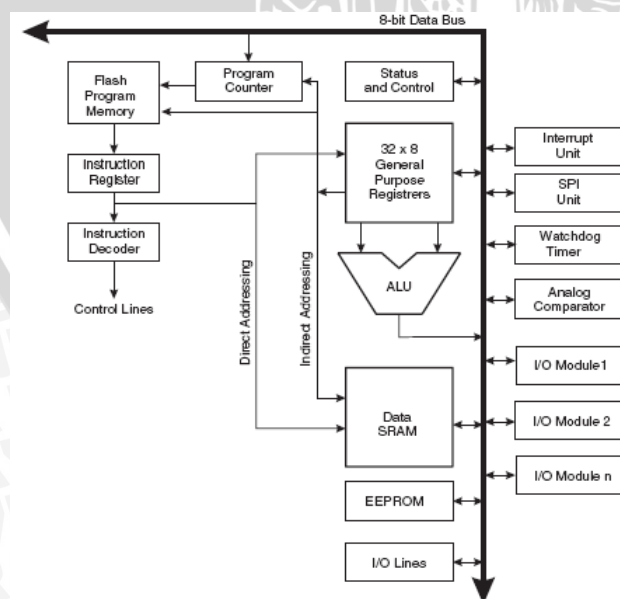 8-bit Data Bus
Flash
Program
Memory
Program
Counter
Status
and Control
Instruction
Register
32 x 8
General
Purpose
Registrers
Interrupt
Unit
SPI
Unit
Instruction
Decoder
Watchdog
Timer
ALU
Analog
Comparator
Control Lines
Direct Addressing
Indirect Addressing
I/O Module1
Data
SRAM
I/O Module 2
I/O Module n
EEPROM
I/O Lines